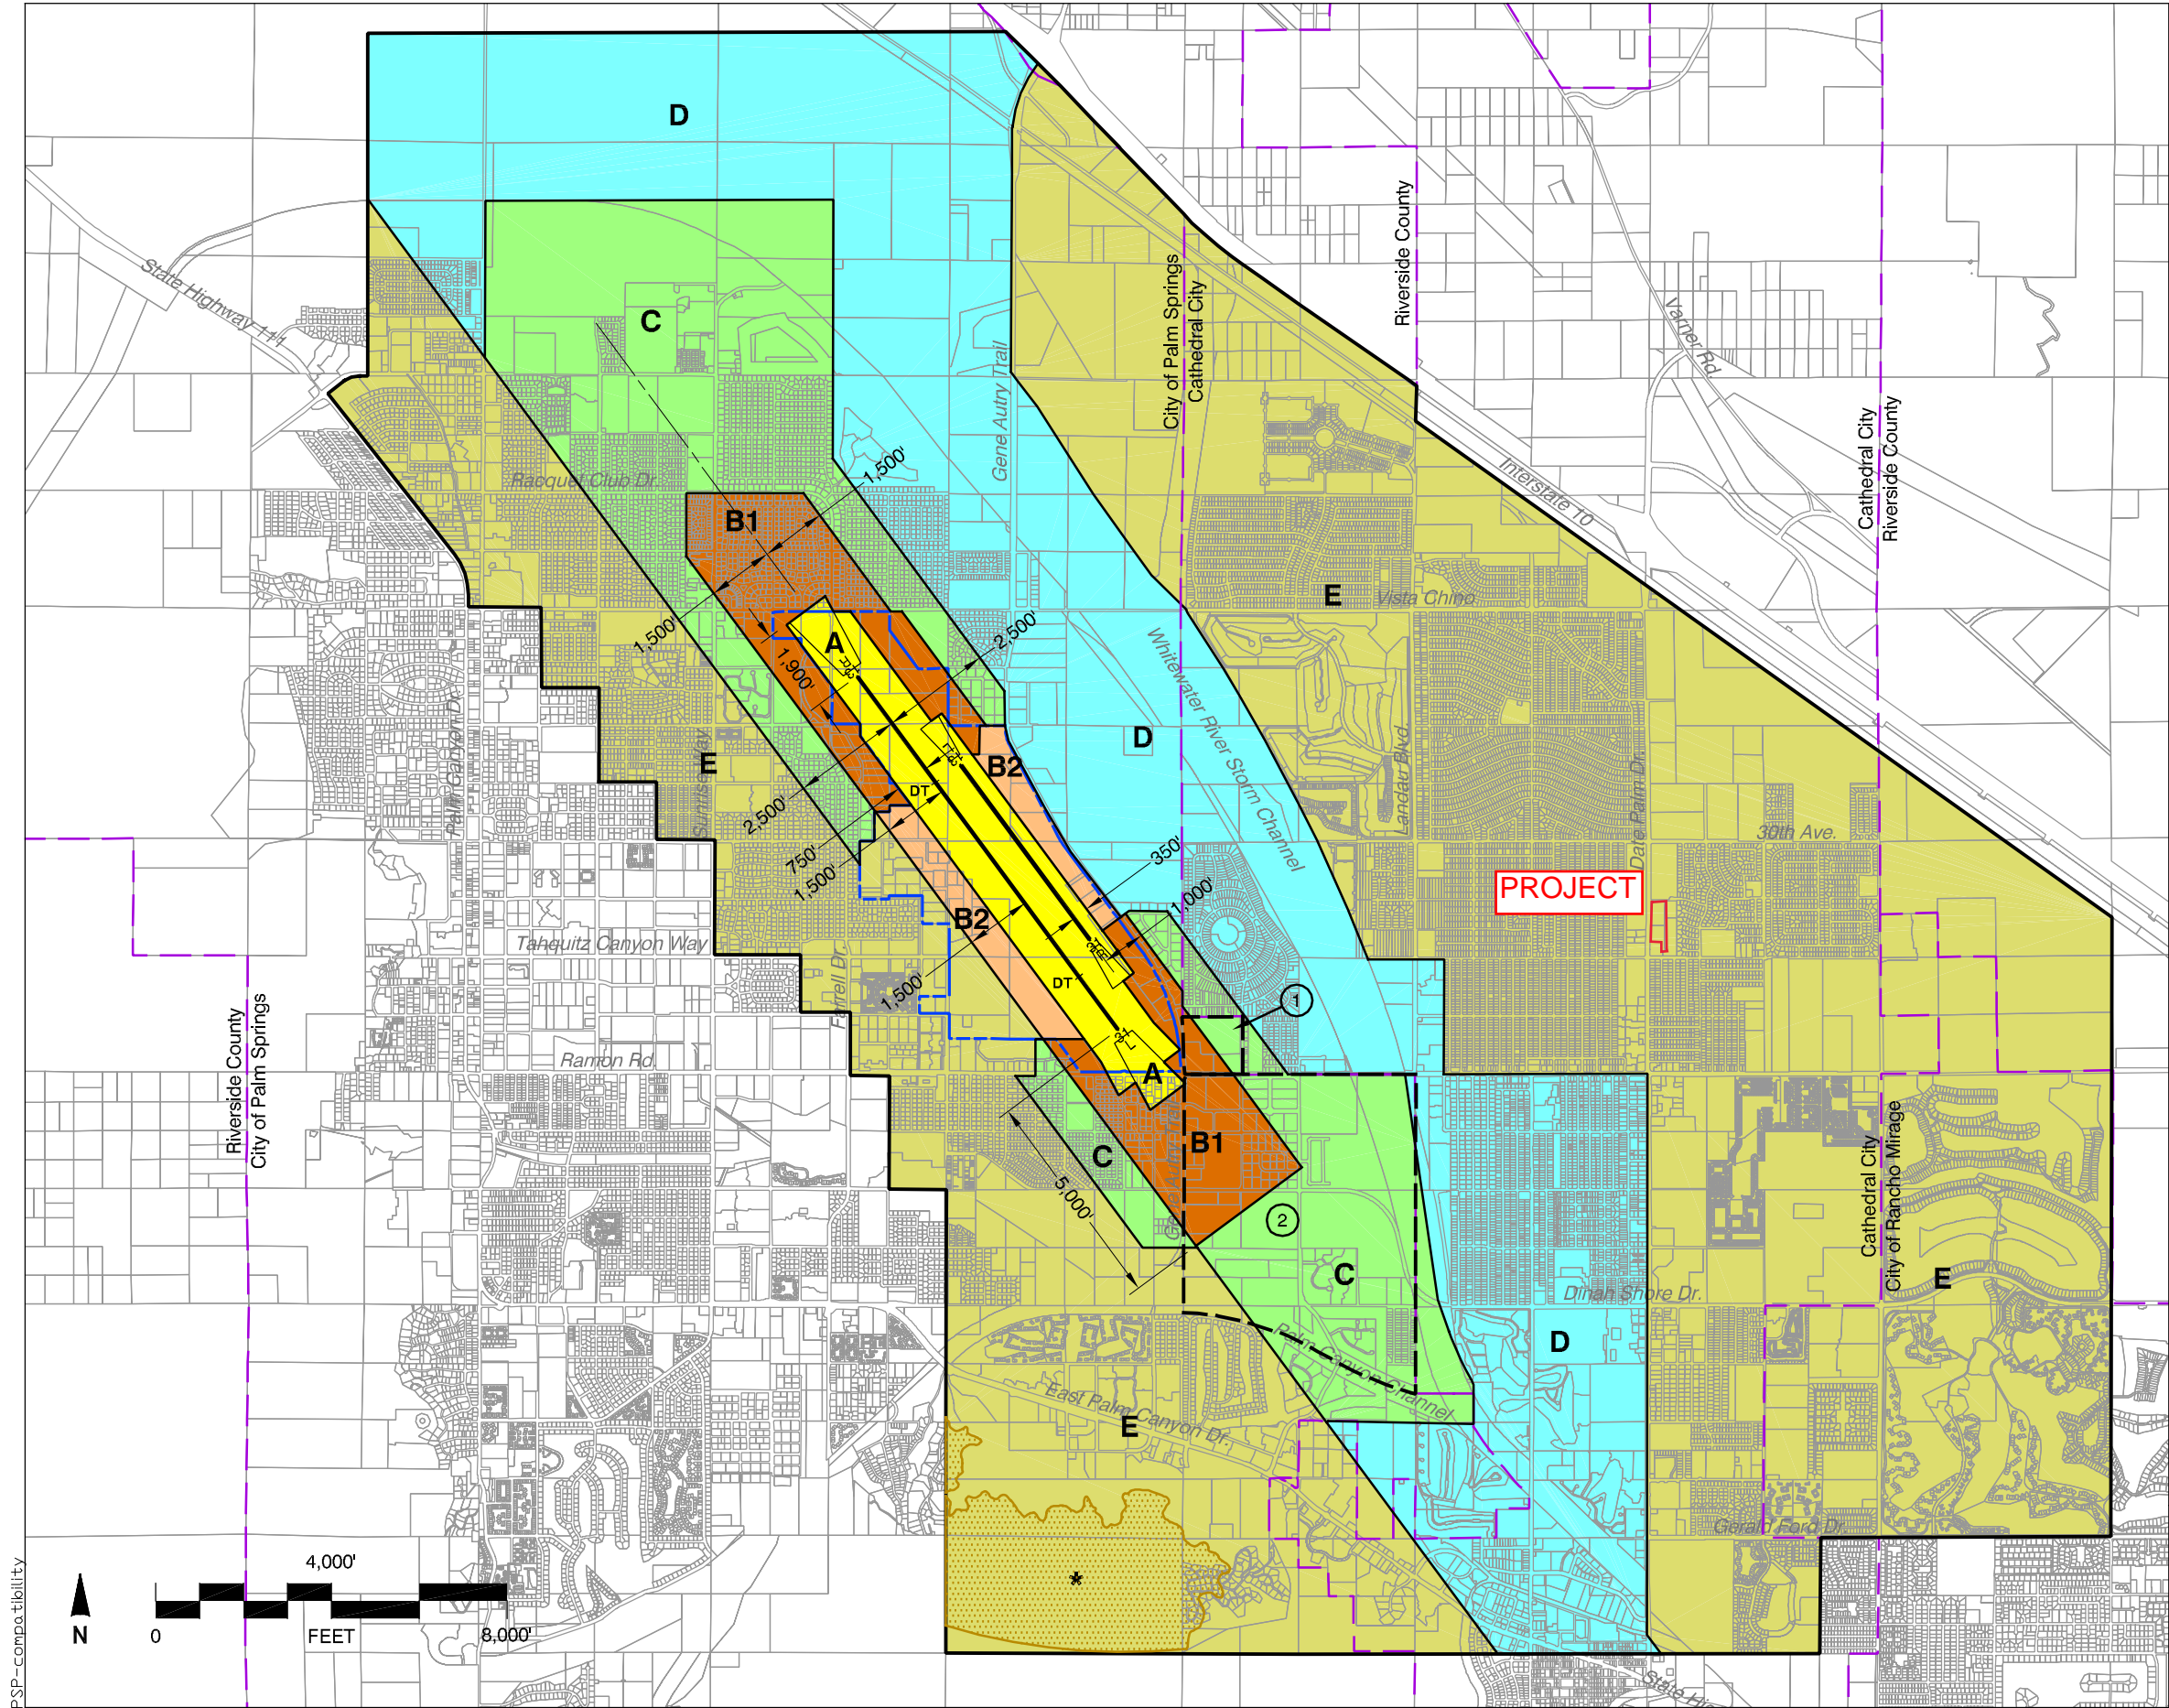 D
State Highway 111
C
Racquet Club Dr.
Gene Autry Trail
City of Palm Springs
Cathedral City
Riverside County
Varner Rd
Cathedral City
Riverside County
Interstate 10
1,500'
B1
1,500'
A
1,900'
2,500'
E
Vista Chino
Whitewater River Storm Channel
D
B2
Palm Canyon Dr.
E
Sunrise Way
DT
2,500'
750'
1,500'
350'
1,000'
Landau Blvd.
Date Palm Dr.
30th Ave.
PROJECT
B2
Tahquitz Canyon Way
Farrell Dr.
1,500'
DT
1
Riverside County
City of Palm Springs
Ramon Rd.
31L
A
Gene Autry Trail
B1
C
5,000'
2
C
Cathedral City
City of Rancho Mirage
E
Dinah Shore Dr.
D
Palm Canyon Channel
East Palm Canyon Dr.
E
Gerald Ford Dr.
*
4,000'
N
0
FEET
8,000'
PSP-compatibility